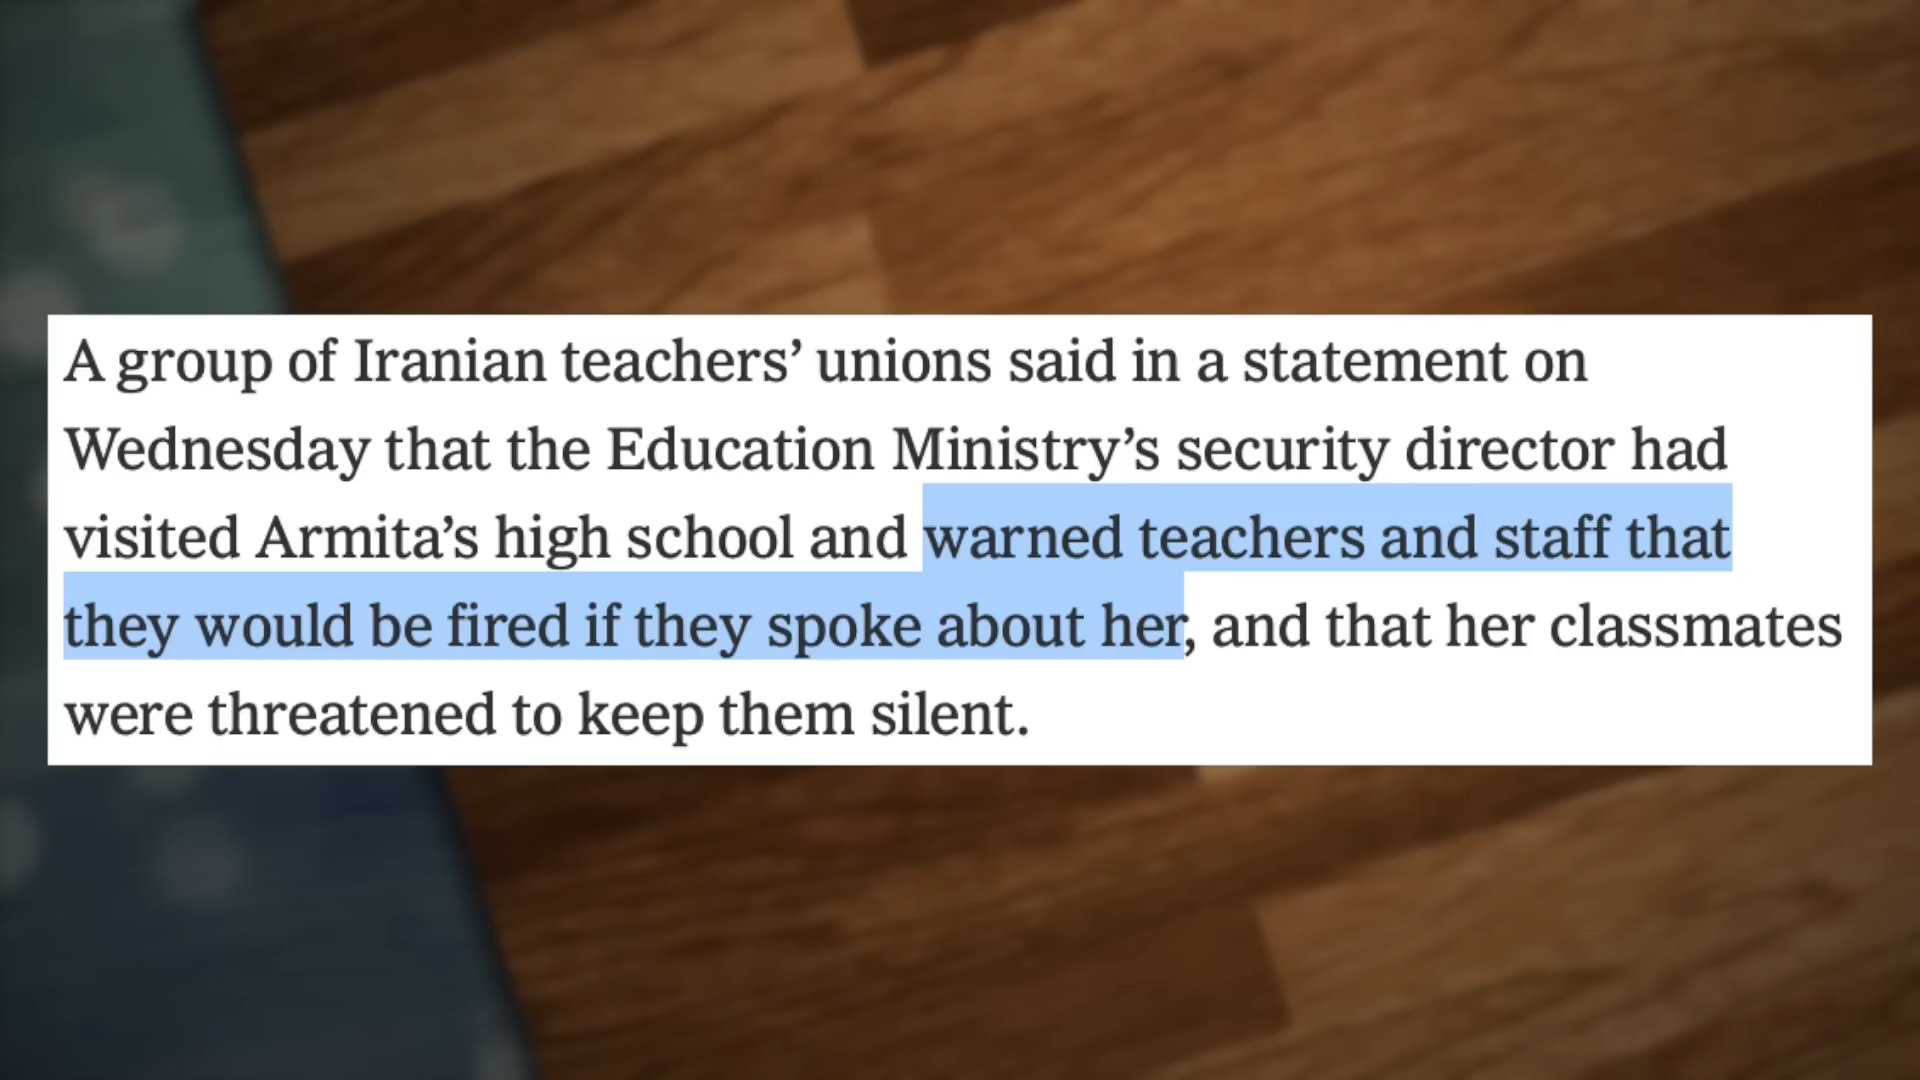 A group of Iranian teachers’ unions said in a statement on
Wednesday that the Education Ministry’s security director had
visited Armita’s high school and warned teachers and staff that
they would be fired if they spoke about her, and that her classmates
were threatened to keep them silent.